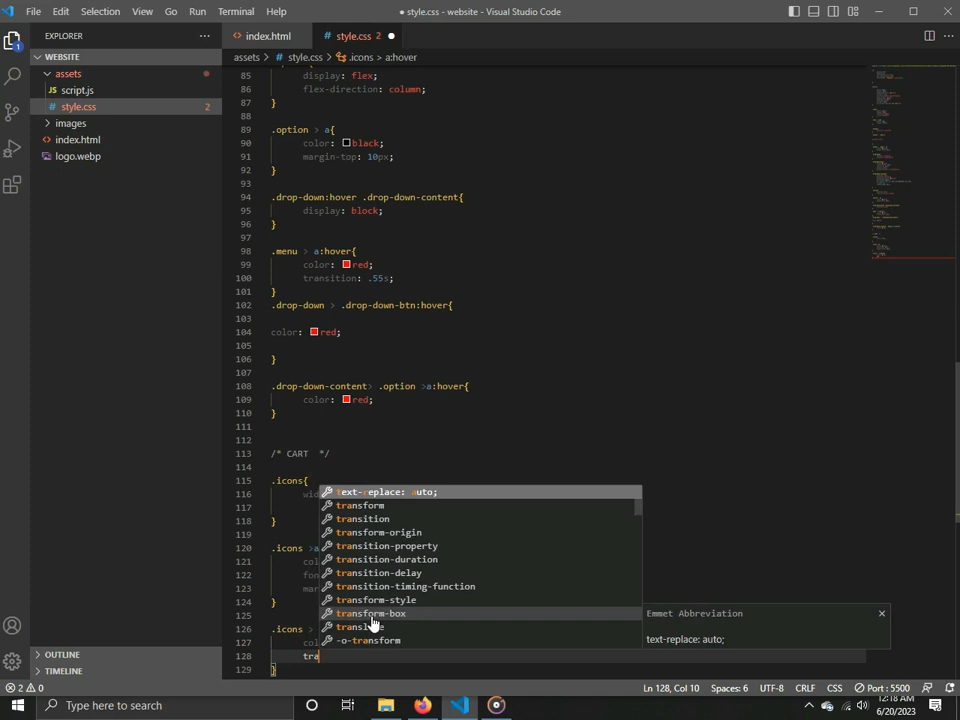 File Edit Selection View Go Run Terminal Help
style.css - website - Visual Studio Code
EXPLORER
index.html
style.css 2
WEBSITE
assets > # style.css > .icons > a:hover
assets
JS script.js
# style.css 2
images
index.html
logo.webp
85 display: flex;
86 flex-direction: column;
87 }
88
89 .option > a{
90 color: black;
91 margin-top: 10px;
92 }
93
94 .drop-down:hover .drop-down-content{
95 display: block;
96 }
97
98 .menu > a:hover{
99 color: red;
100 transition: .55s;
101 }
102 .drop-down > .drop-down-btn:hover{
103
104 color: red;
105
106 }
107
108 .drop-down-content> .option >a:hover{
109 color: red;
110 }
111
112
113 /* CART */
114
115 .icons{
116 wid
117
118 }
119
120 .icons >a
121 col
122 fon
123 mar
124 }
125
126 .icons >
127 col
128 tra
129 }
text-replace: auto;
transform
transition
transform-origin
transition-property
transition-duration
transition-delay
transition-timing-function
transform-style
transform-box
-o-transform
Emmet Abbreviation
text-replace: auto;
OUTLINE
TIMELINE
2 0
Ln 128, Col 10 Spaces: 6 UTF-8 CRLF CSS Port : 5500
Type here to search
12:18 AM
6/20/2023